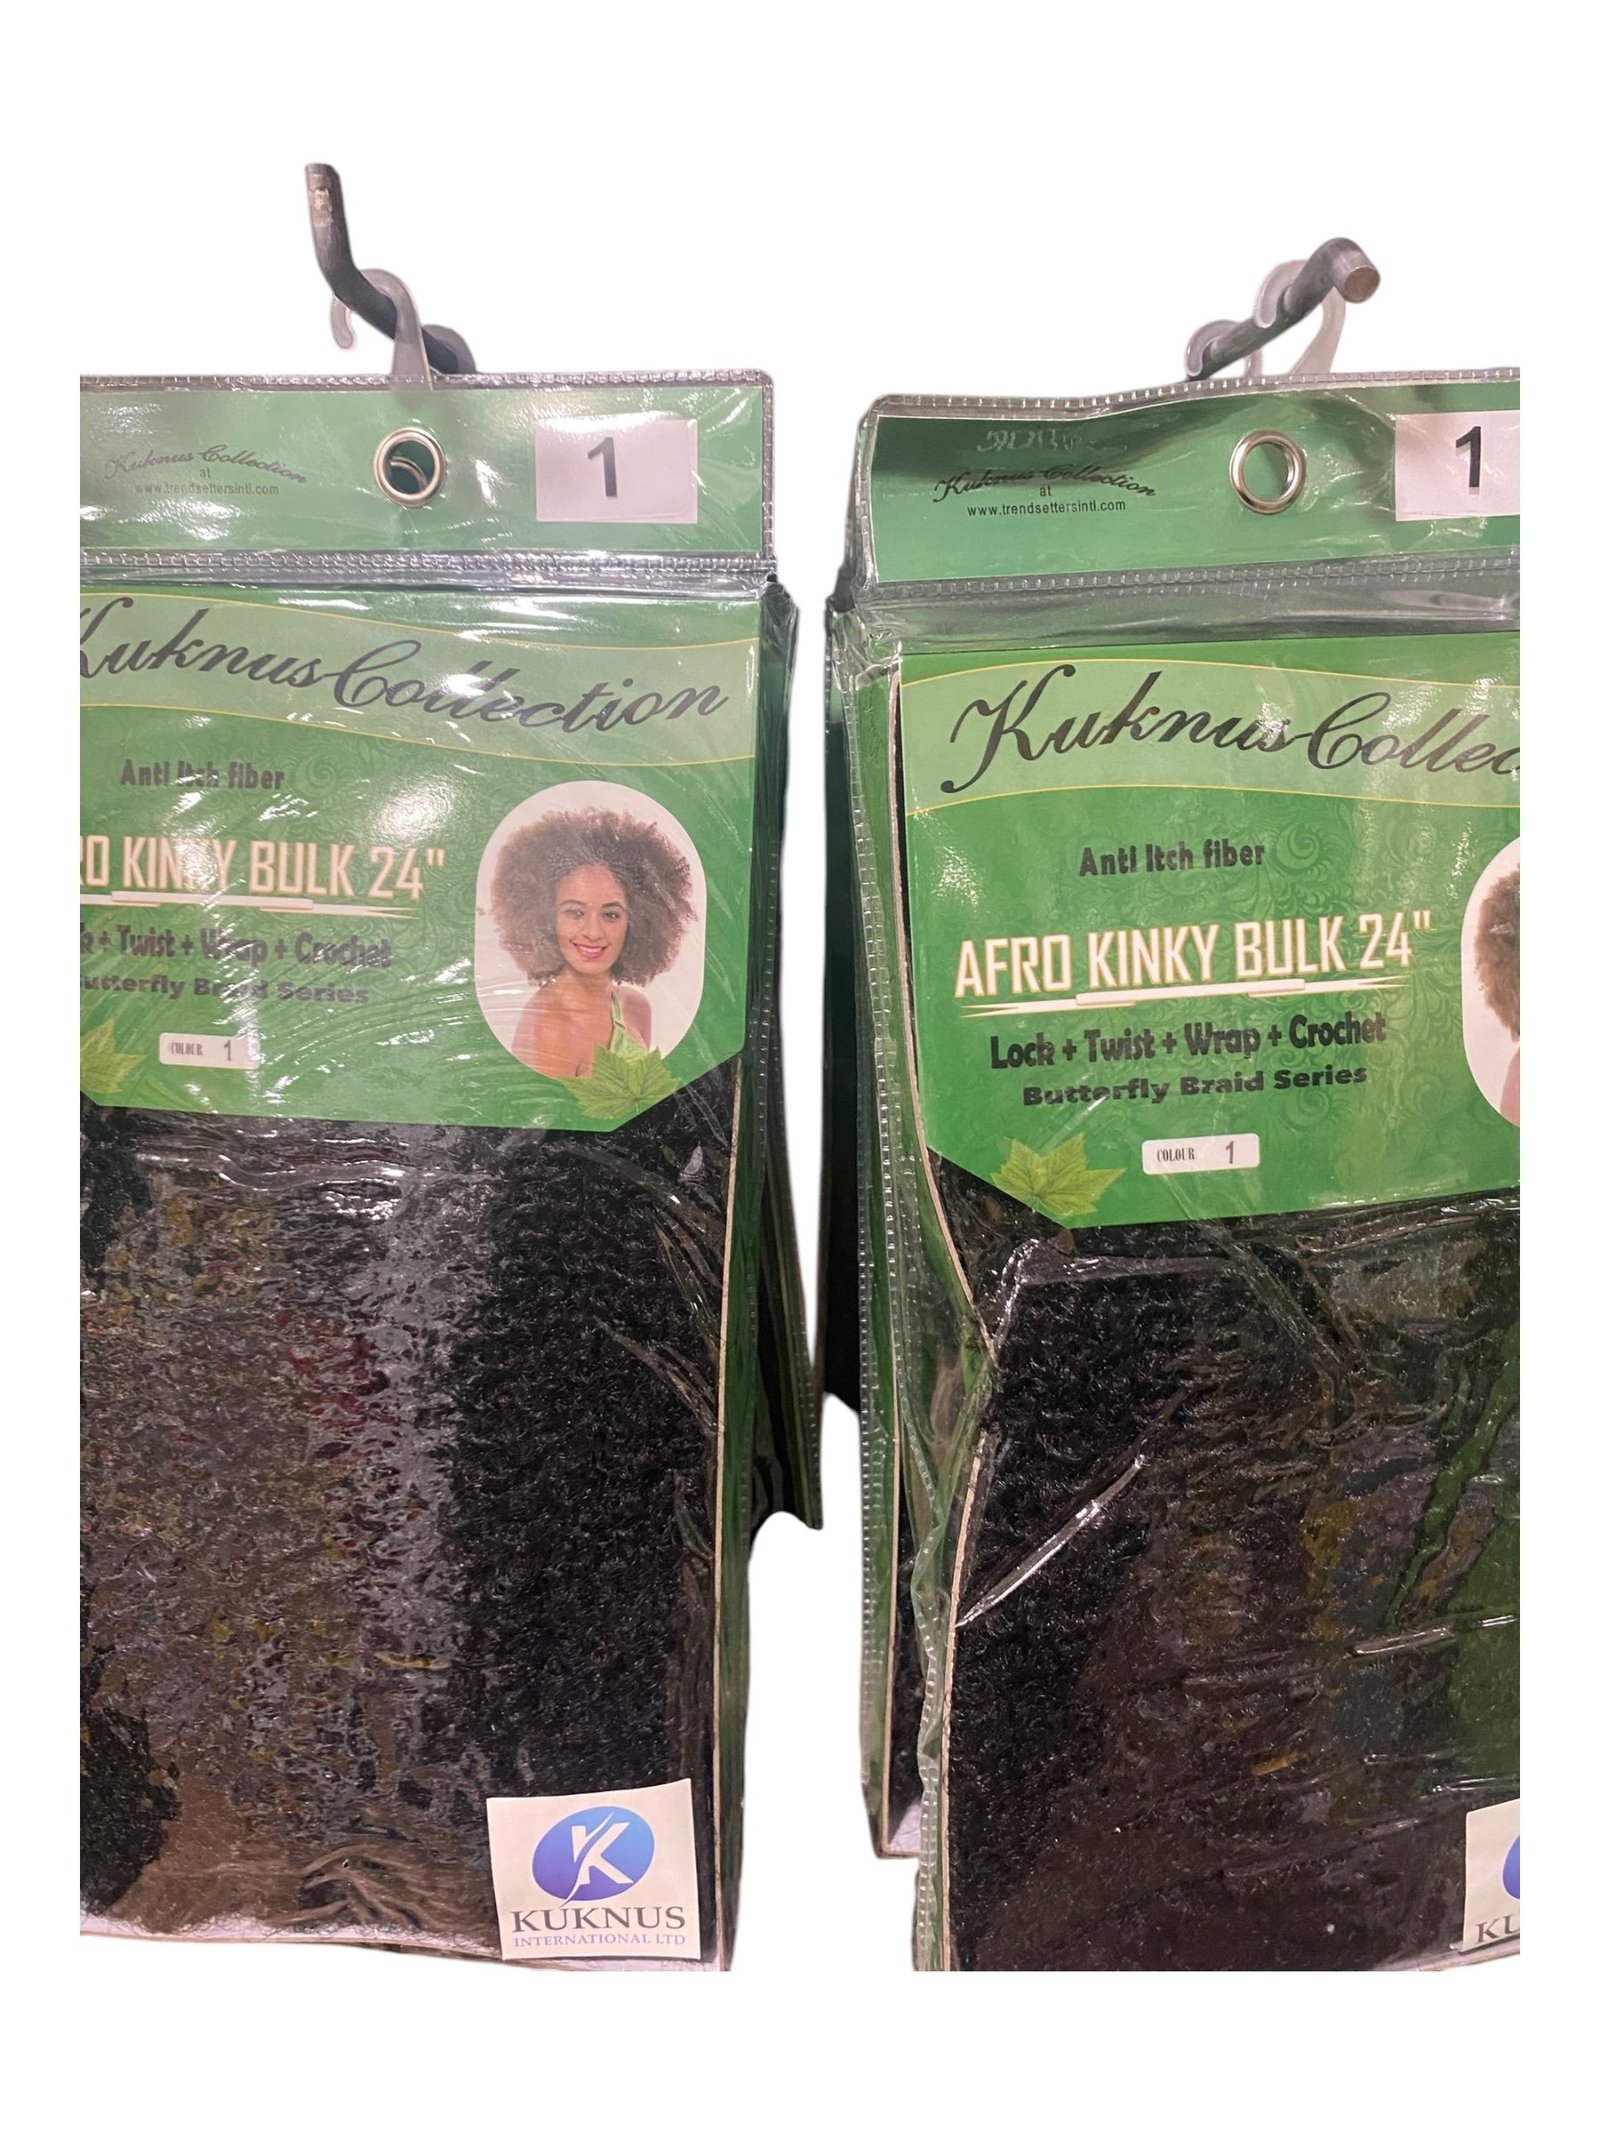 Kuknus Collection
at
www.trendsettersintl.com
1
Kuknus Collection
Anti Itch fiber
KINKY BULK 24"
+ Twist + Wrap + Crochet
Butterfly Braid Series
COLOUR 1
KUKNUS
INTERNATIONAL LTD
Kuknus Collection
at
www.trendsettersintl.com
1
Kuknus Collec
Anti Itch fiber
AFRO KINKY BULK 24"
Lock + Twist + Wrap + Crochet
Butterfly Braid Series
COLOUR 1
KU